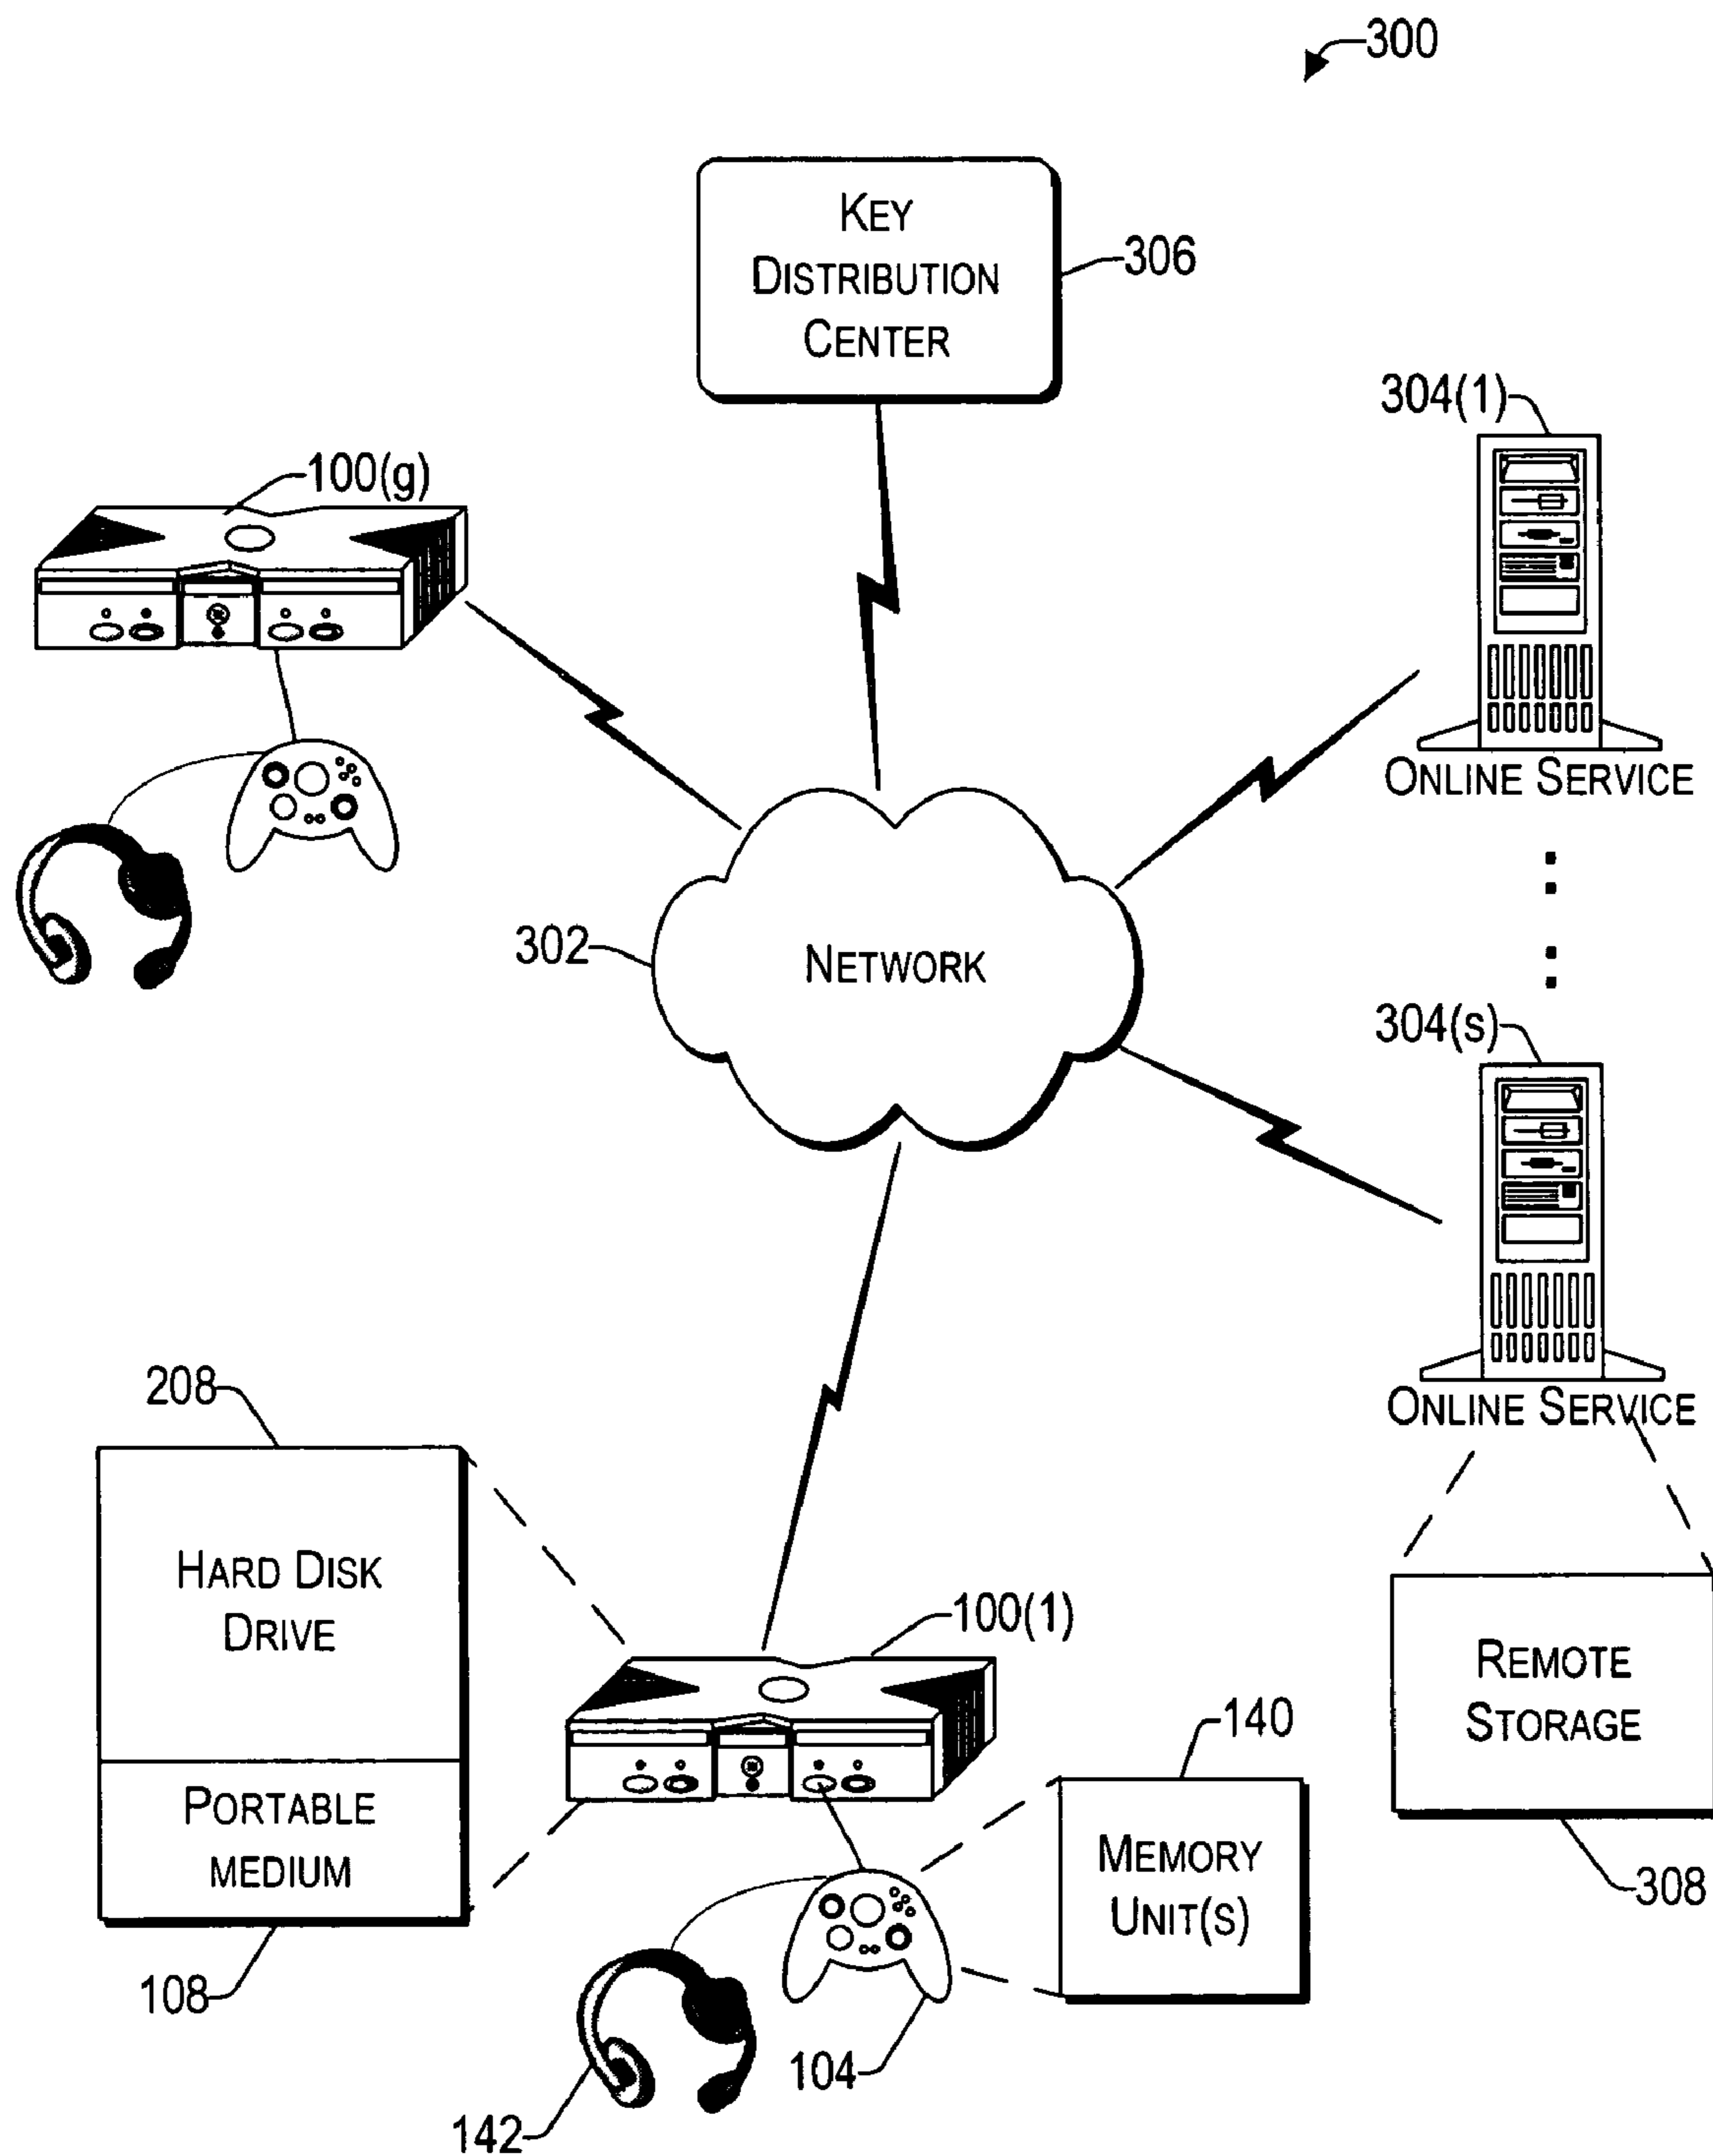 300
KEY
DISTRIBUTION
CENTER
306
304(1)
100(g)
ONLINE SERVICE
302
NETWORK
304(s)
ONLINE SERVICE
208
HARD DISK
DRIVE
100(1)
REMOTE
STORAGE
140
PORTABLE
MEDIUM
MEMORY
UNIT(S)
308
108
104
142